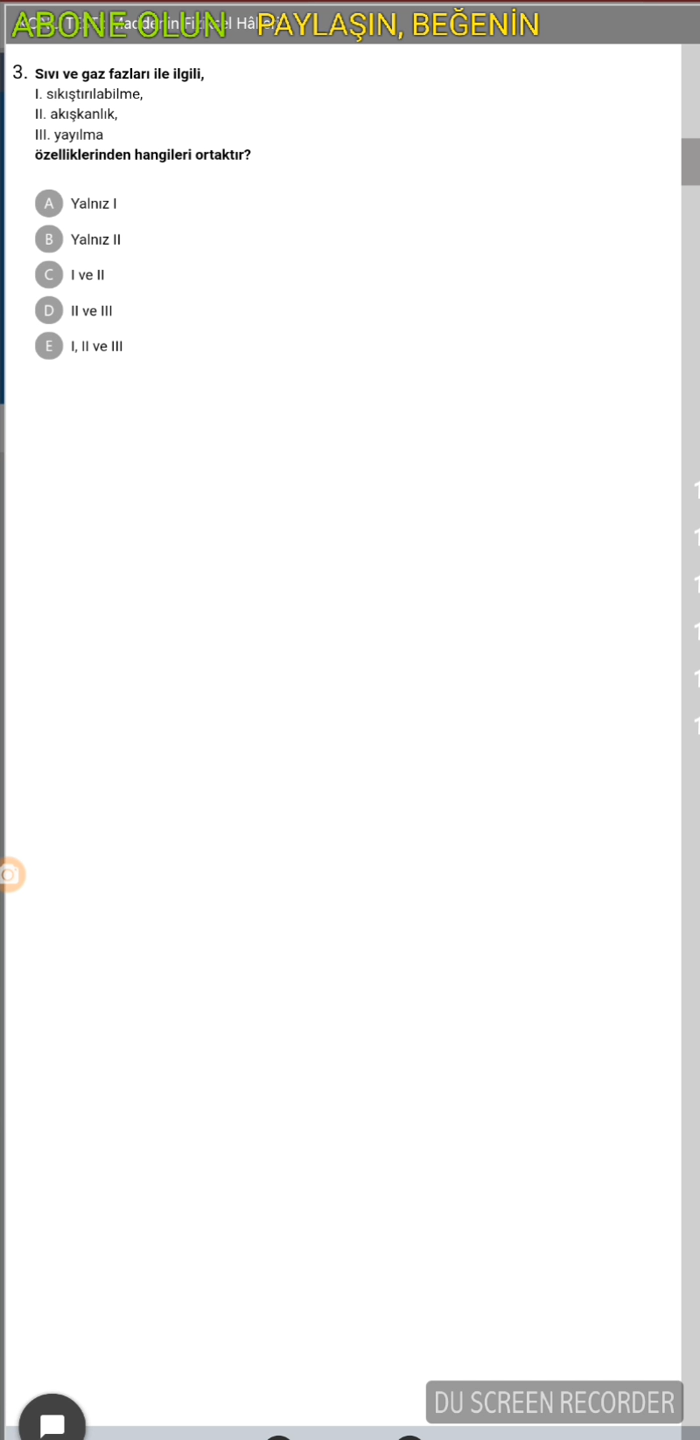 ABONE OLUN PAYLAŞIN, BEĞENİN
3. Sıvı ve gaz fazları ile ilgili,
I. sıkıştırılabilme,
II. akışkanlık,
III. yayılma
özelliklerinden hangileri ortaktır?
A Yalnız I
B Yalnız II
C I ve II
D II ve III
E I, II ve III
DU SCREEN RECORDER